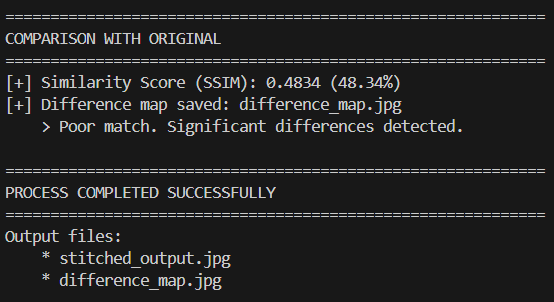 ============================================================
COMPARISON WITH ORIGINAL
============================================================
[+] Similarity Score (SSIM): 0.4834 (48.34%)
[+] Difference map saved: difference_map.jpg
    > Poor match. Significant differences detected.

============================================================
PROCESS COMPLETED SUCCESSFULLY
============================================================
Output files:
    * stitched_output.jpg
    * difference_map.jpg